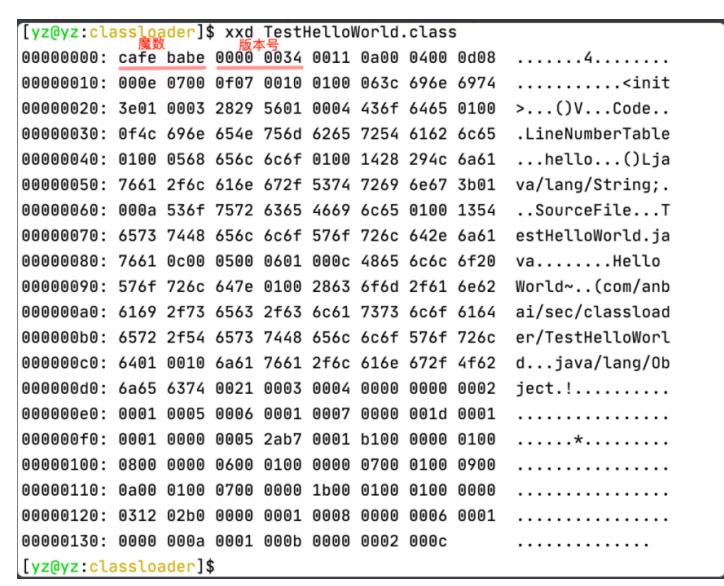 [yz@yz:classloader]$ xxd TestHelloWorld.class
魔数 版本号
00000000: cafe babe 0000 0034 0011 0a00 0400 0d08 .......4........
00000010: 000e 0700 0f07 0010 0100 063c 696e 6974 ...........<init
00000020: 3e01 0003 2829 5601 0004 436f 6465 0100 >...()V...Code..
00000030: 0f4c 696e 654e 756d 6265 7254 6162 6c65 .LineNumberTable
00000040: 0100 0568 656c 6c6f 0100 1428 294c 6a61 ...hello...()Lja
00000050: 7661 2f6c 616e 672f 5374 7269 6e67 3b01 va/lang/String;.
00000060: 000a 536f 7572 6365 4669 6c65 0100 1354 ..SourceFile...T
00000070: 6573 7448 656c 6c6f 576f 726c 642e 6a61 estHelloWorld.ja
00000080: 7661 0c00 0500 0601 000c 4865 6c6c 6f20 va........Hello
00000090: 576f 726c 647e 0100 2863 6f6d 2f61 6e62 World~..(com/anb
000000a0: 6169 2f73 6563 2f63 6c61 7373 6c6f 6164 ai/sec/classload
000000b0: 6572 2f54 6573 7448 656c 6c6f 576f 726c er/TestHelloWorl
000000c0: 6401 0010 6a61 7661 2f6c 616e 672f 4f62 d...java/lang/Ob
000000d0: 6a65 6374 0021 0003 0004 0000 0000 0002 ject.!..........
000000e0: 0001 0005 0006 0001 0007 0000 001d 0001 ................
000000f0: 0001 0000 0005 2ab7 0001 b100 0000 0100 ......*.........
00000100: 0800 0000 0600 0100 0000 0700 0100 0900 ................
00000110: 0a00 0100 0700 0000 1b00 0100 0100 0000 ................
00000120: 0312 02b0 0000 0001 0008 0000 0006 0001 ................
00000130: 0000 000a 0001 000b 0000 0002 000c ..............
[yz@yz:classloader]$